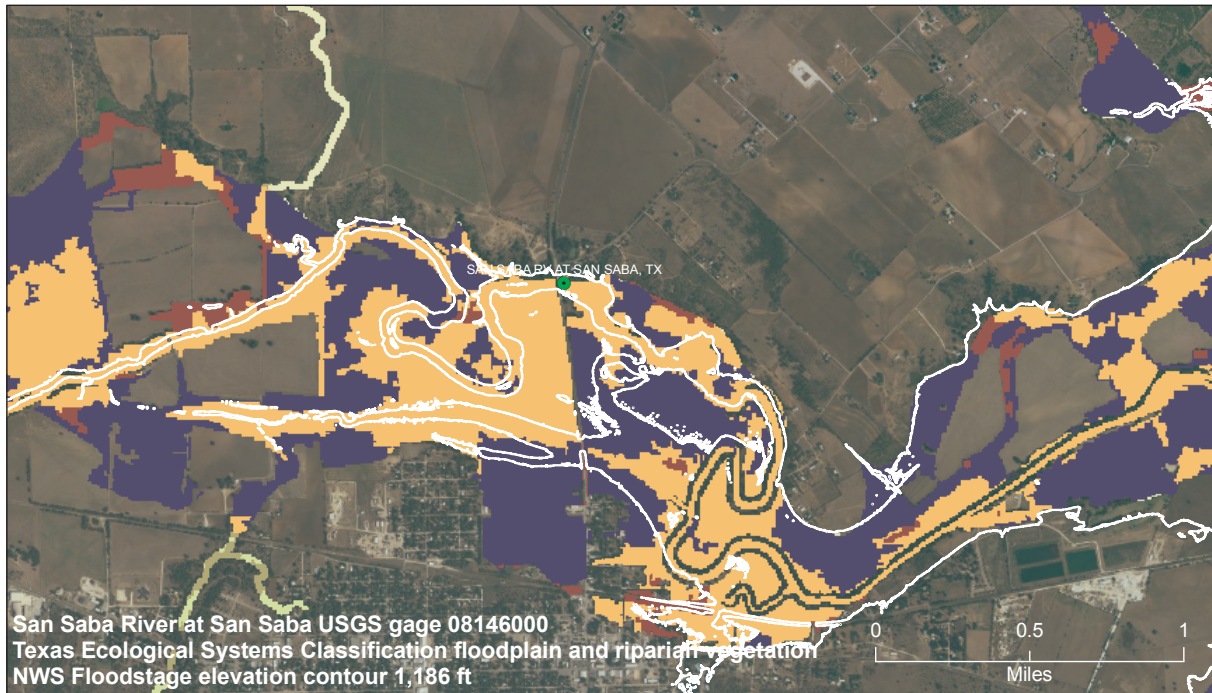 SAN SABA RV AT SAN SABA, TX
San Saba River at San Saba USGS gage 08146000
Texas Ecological Systems Classification floodplain and riparian vegetation
NWS Floodstage elevation contour 1,186 ft
0 0.5 1
Miles